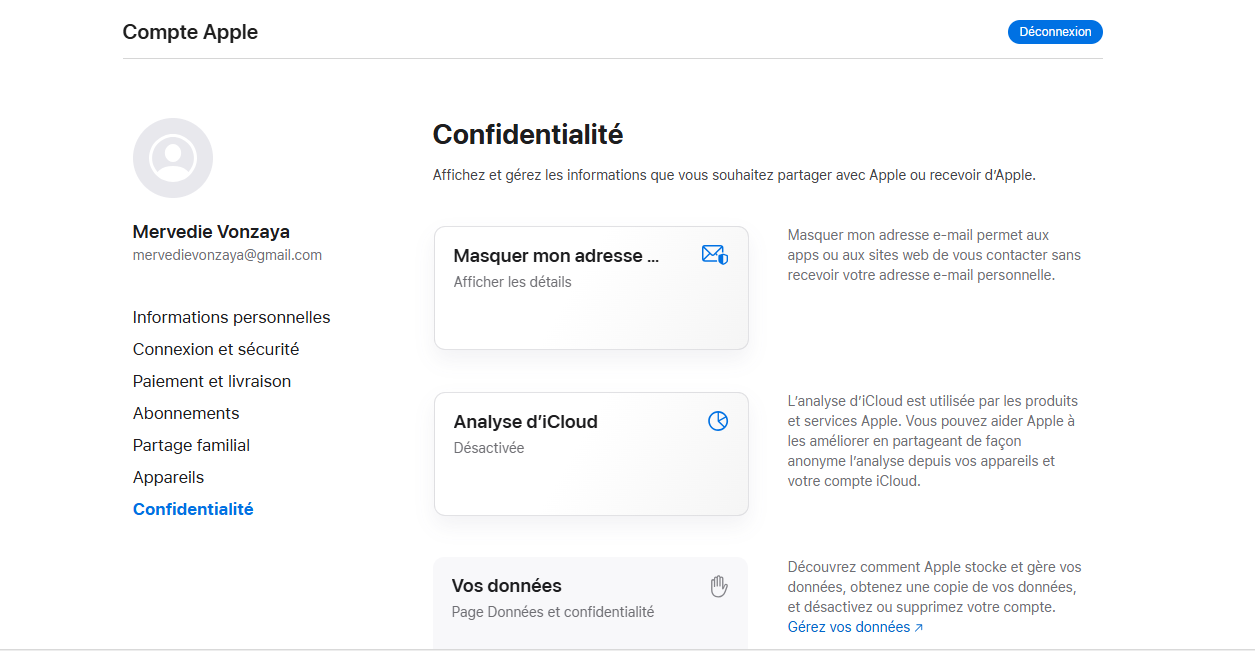 Compte Apple
Déconnexion
Mervedie Vonzaya
mervedievonzaya@gmail.com
Informations personnelles
Connexion et sécurité
Paiement et livraison
Abonnements
Partage familial
Appareils
Confidentialité
Confidentialité
Affichez et gérez les informations que vous souhaitez partager avec Apple ou recevoir d’Apple.
Masquer mon adresse ...
Afficher les détails
Masquer mon adresse e-mail permet aux
apps ou aux sites web de vous contacter sans
recevoir votre adresse e-mail personnelle.
Analyse d’iCloud
Désactivée
L’analyse d’iCloud est utilisée par les produits
et services Apple. Vous pouvez aider Apple à
les améliorer en partageant de façon
anonyme l’analyse depuis vos appareils et
votre compte iCloud.
Vos données
Page Données et confidentialité
Découvrez comment Apple stocke et gère vos
données, obtenez une copie de vos données,
et désactivez ou supprimez votre compte.
Gérez vos données ↗